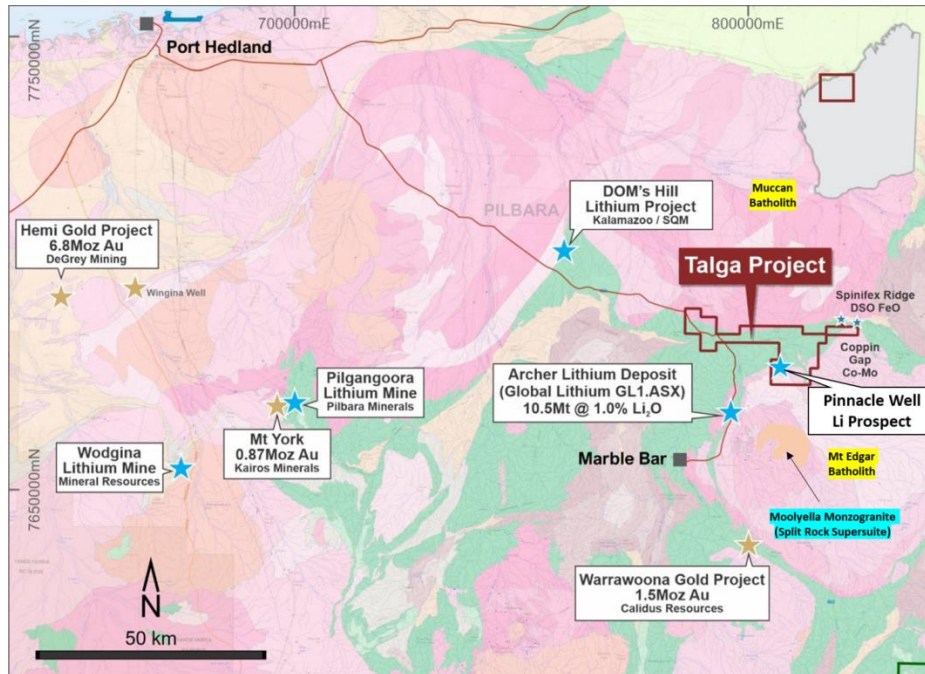 700000mE
800000mE
7750000mN
7650000mN
Port Hedland
PILBARA
DOM's Hill
Lithium Project
Kalamazoo / SQM
Muccan
Batholith
Hemi Gold Project
6.8Moz Au
DeGrey Mining
Wingina Well
Talga Project
Spinifex Ridge
DSO FeO
Coppin
Gap
Co-Mo
Pinnacle Well
Li Prospect
Archer Lithium Deposit
(Global Lithium GL1.ASX)
10.5Mt @ 1.0% Li₂O
Pilgangoora
Lithium Mine
Pilbara Minerals
Mt York
0.87Moz Au
Kairos Minerals
Wodgina
Lithium Mine
Mineral Resources
Marble Bar
Mt Edgar
Batholith
Moolyella Monzogranite
(Split Rock Supersuite)
Warrawoona Gold Project
1.5Moz Au
Calidus Resources
N
50 km